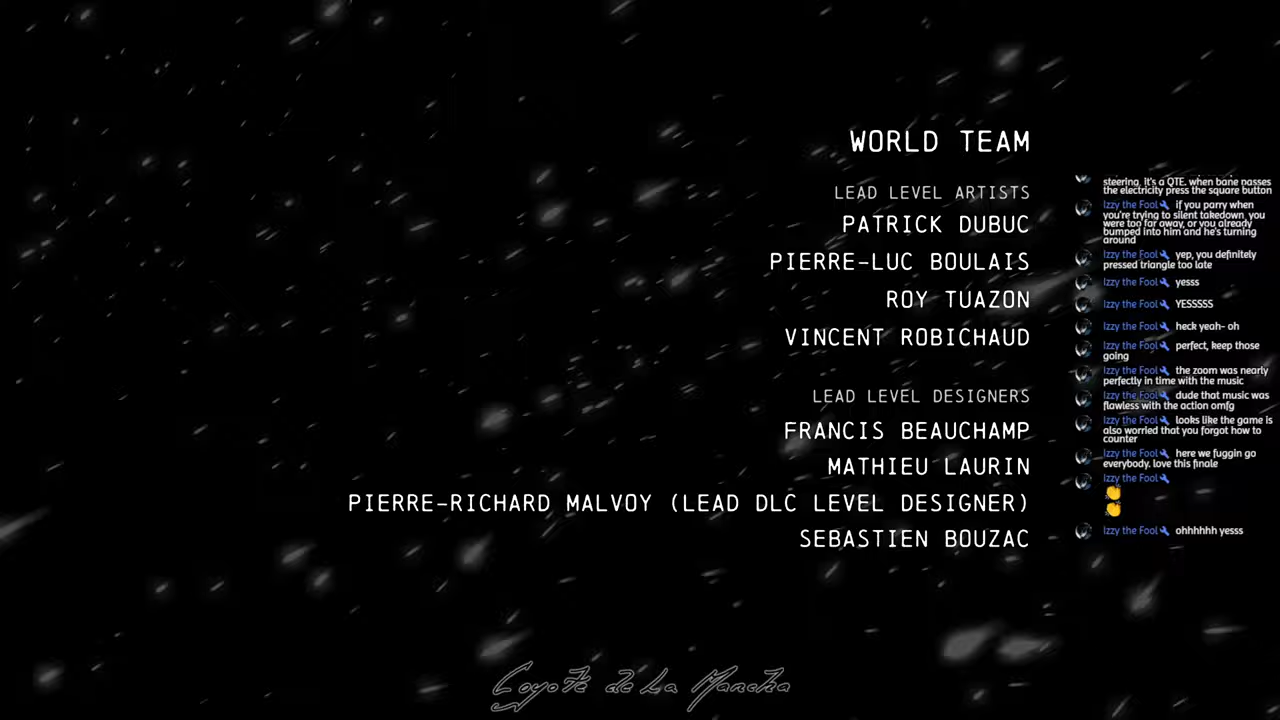 WORLD TEAM
LEAD LEVEL ARTISTS
PATRICK DUBUC
PIERRE-LUC BOULAIS
ROY TUAZON
VINCENT ROBICHAUD
LEAD LEVEL DESIGNERS
FRANCIS BEAUCHAMP
MATHIEU LAURIN
PIERRE-RICHARD MALVOY (LEAD DLC LEVEL DESIGNER)
SEBASTIEN BOUZAC
steering, it's a QTE. when bane passes
the electricity press the square button
Izzy the Fool if you parry when
you're trying to silent takedown, you
were too far away, or you already
bumped into him and he's turning
around
Izzy the Fool yep, you definitely
pressed triangle too late
Izzy the Fool yesss
Izzy the Fool YESSSSS
Izzy the Fool heck yeah- oh
Izzy the Fool perfect, keep those
going
Izzy the Fool the zoom was nearly
perfectly in time with the music
Izzy the Fool dude that music was
flawless with the action omfg
Izzy the Fool looks like the game is
also worried that you forgot how to
counter
Izzy the Fool here we fuggin go
everybody. love this finale
Izzy the Fool
Izzy the Fool ohhhhhh yesss
Coyote de La Mancha